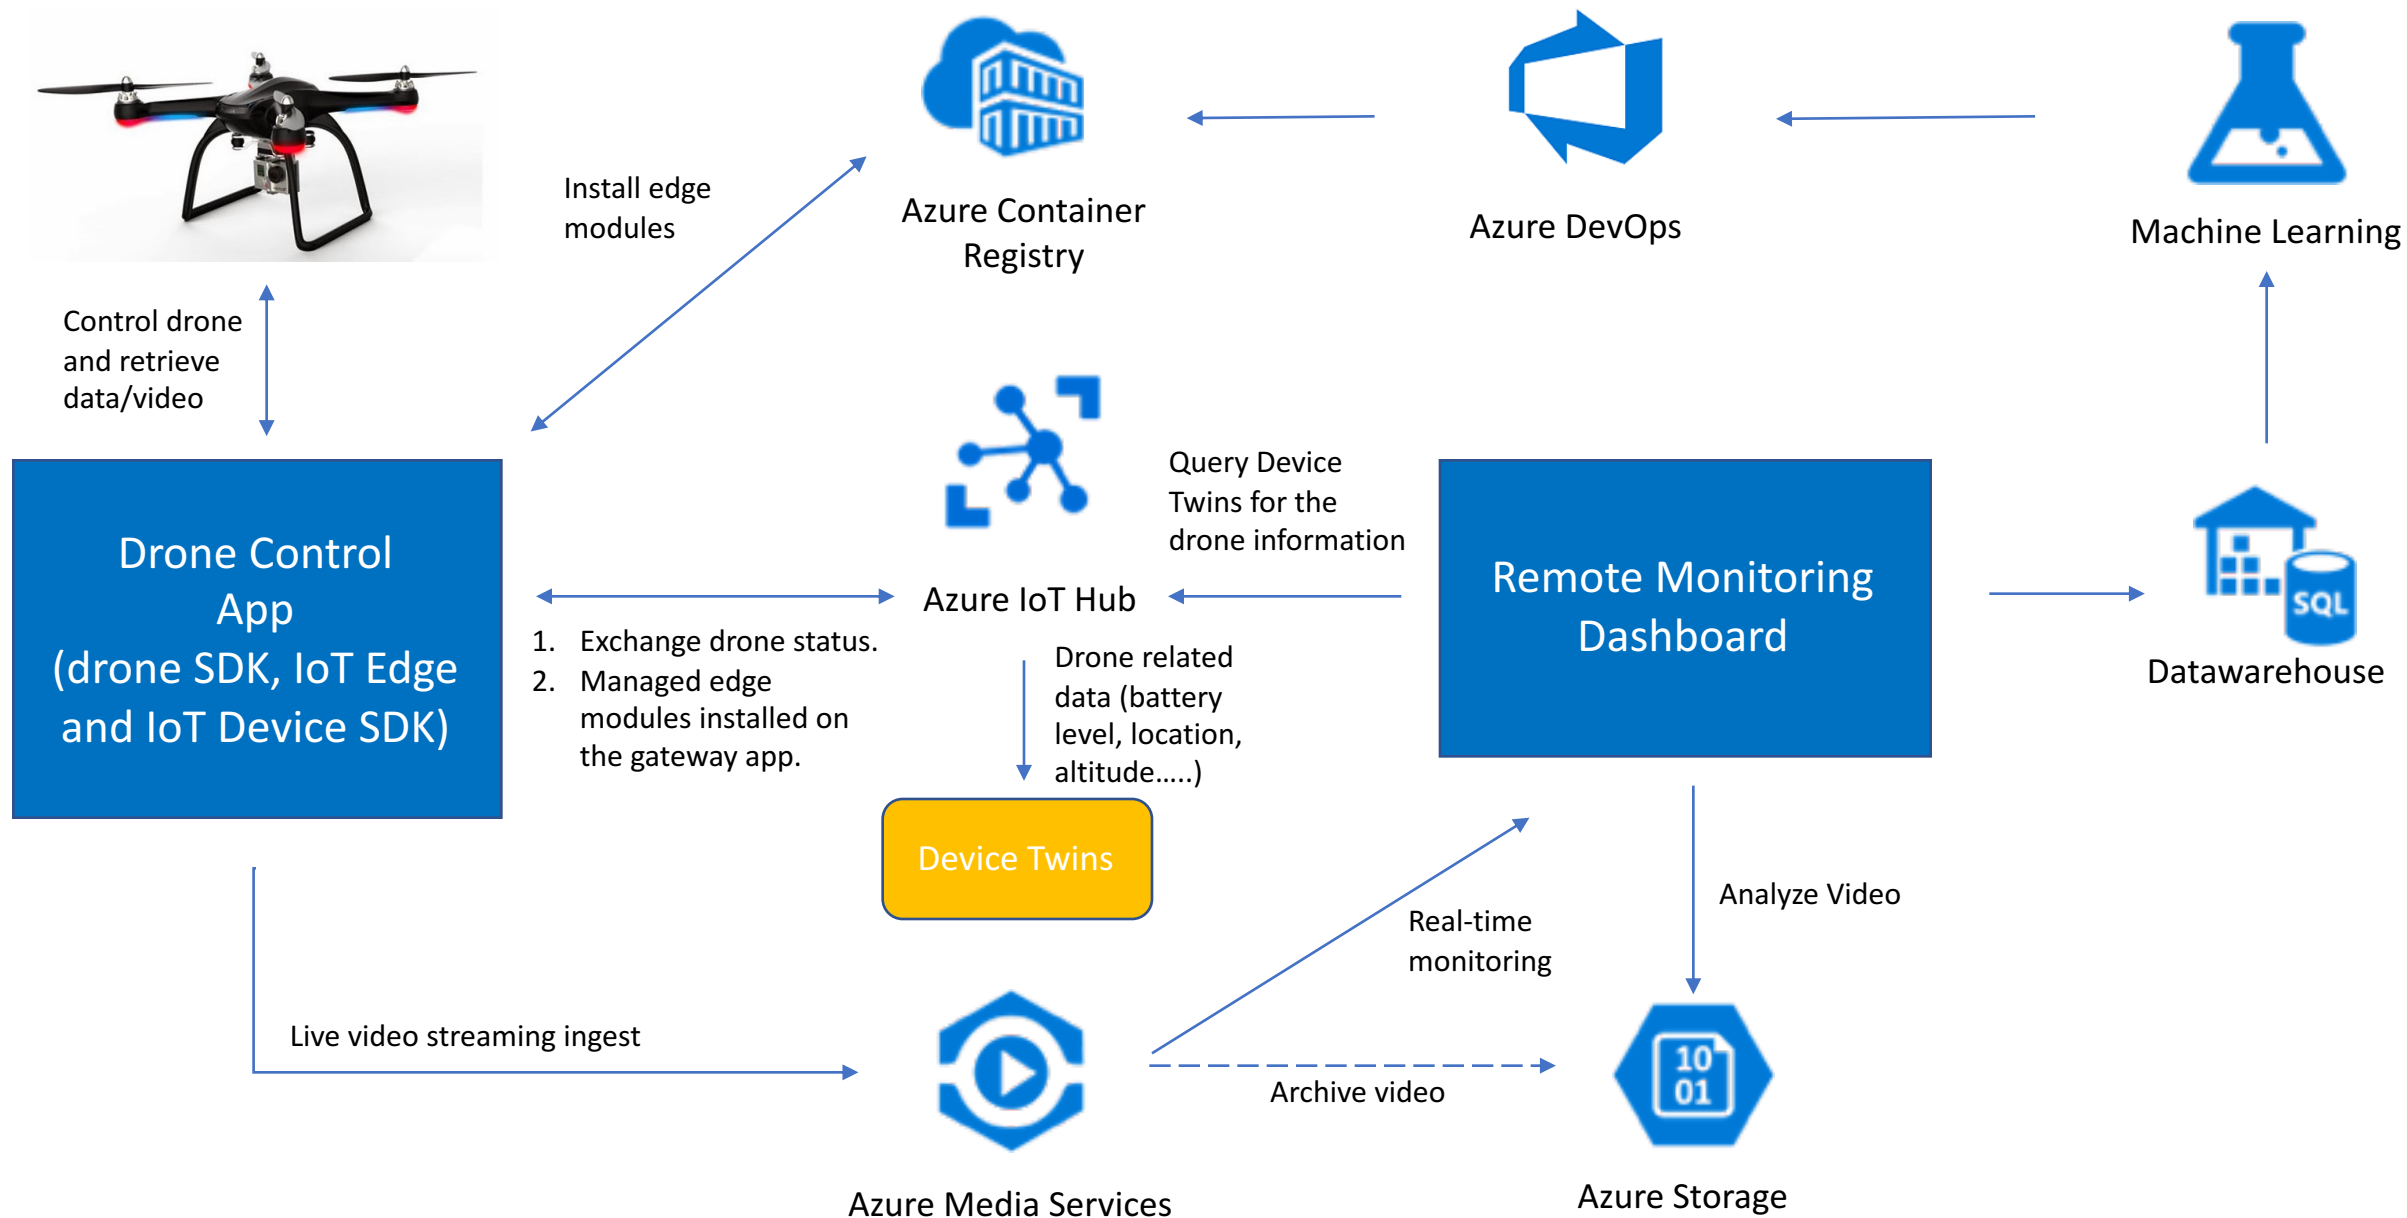 Install edge
modules
Azure Container
Registry
Azure DevOps
Machine Learning
Control drone
and retrieve
data/video
Drone Control
App
(drone SDK, IoT Edge
and IoT Device SDK)
Azure IoT Hub
1. Exchange drone status.
2. Managed edge
modules installed on
the gateway app.
Query Device
Twins for the
drone information
Remote Monitoring
Dashboard
SQL
Datawarehouse
Drone related
data (battery
level, location,
altitude…..)
Device Twins
Live video streaming ingest
Real-time
monitoring
Analyze Video
Archive video
10
01
Azure Media Services
Azure Storage